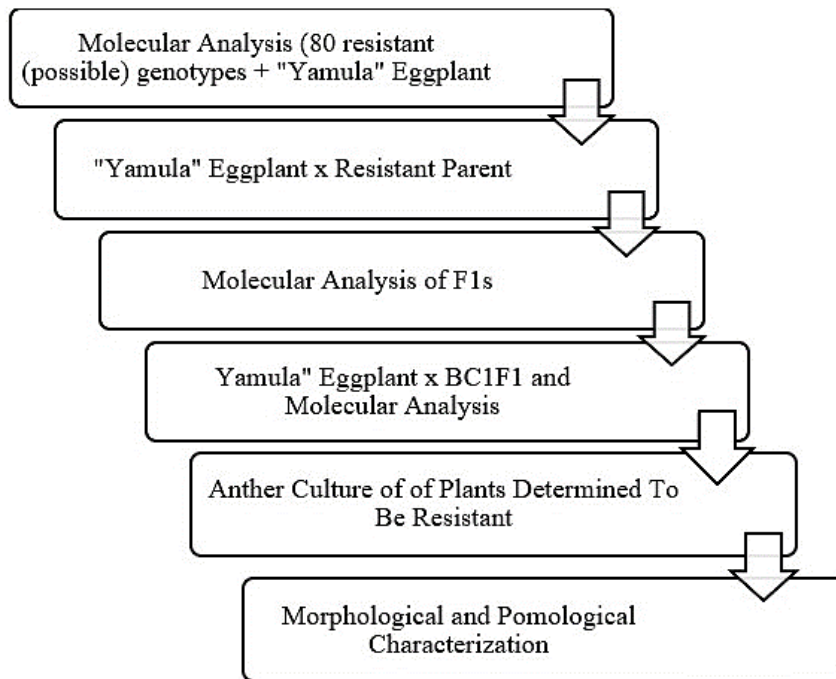 Molecular Analysis (80 resistant
(possible) genotypes + "Yamula" Eggplant
"Yamula" Eggplant x Resistant Parent
Molecular Analysis of F1s
Yamula" Eggplant x BC1F1 and
Molecular Analysis
Anther Culture of of Plants Determined To
Be Resistant
Morphological and Pomological
Characterization